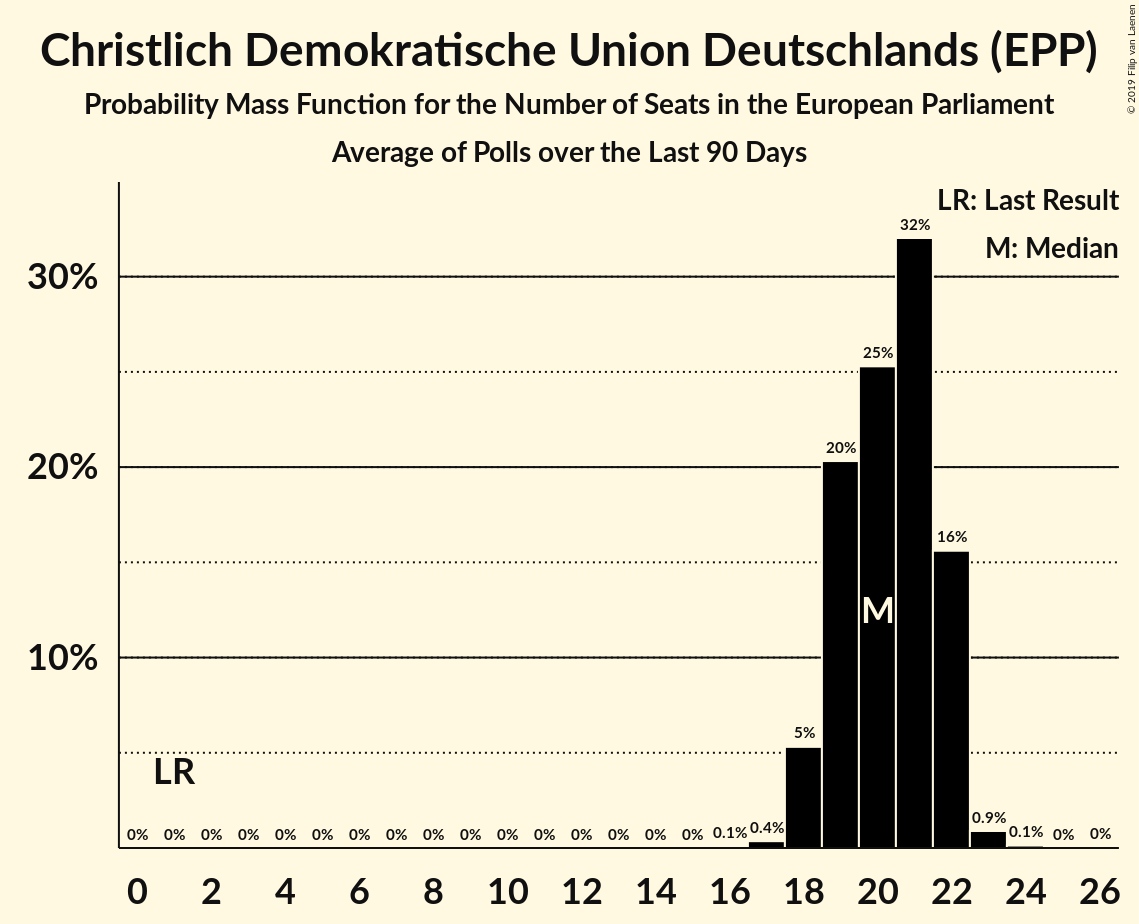 Christlich Demokratische Union Deutschlands (EPP)
Probability Mass Function for the Number of Seats in the European Parliament
Average of Polls over the Last 90 Days
© 2019 Filip van Laenen
LR: Last Result
M: Median
32%
30%
25%
20%
20%
16%
M
10%
5%
LR
0% 0% 0% 0% 0% 0% 0% 0% 0% 0% 0% 0% 0% 0% 0% 0% 0.1% 0.4% 0.9% 0.1% 0% 0%
0 2 4 6 8 10 12 14 16 18 20 22 24 26